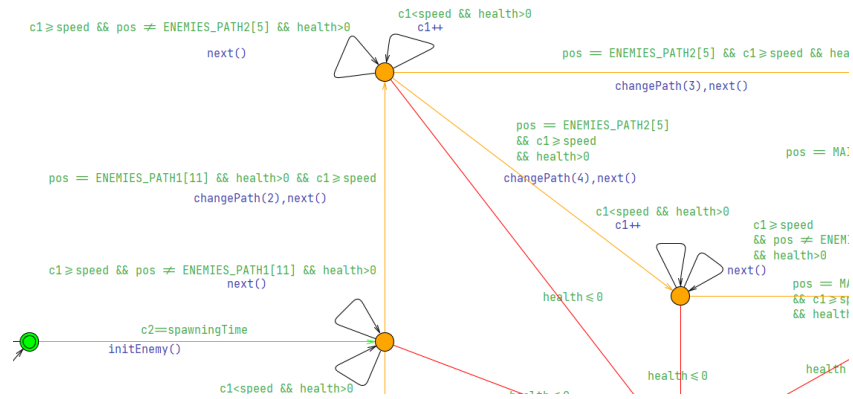 c1<speed && health>0
c1≥speed && pos ≠ ENEMIES_PATH2[5] && health>0
c1++
next()
pos == ENEMIES_PATH2[5] && c1≥speed && hea
changePath(3),next()
pos == ENEMIES_PATH2[5]
&& c1≥speed
&& health>0
pos == MA
pos == ENEMIES_PATH1[11] && health>0 && c1≥speed
changePath(4),next()
changePath(2),next()
c1<speed && health>0
c1++
c1≥speed
&& pos ≠ ENEM
&& health>0
c1≥speed && pos ≠ ENEMIES_PATH1[11] && health>0
next()
next()
pos == MA
&& c1≥sp
&& healt
health≤0
c2==spawningTime
initEnemy()
health
health≤0
c1<speed && health>0
health≤0